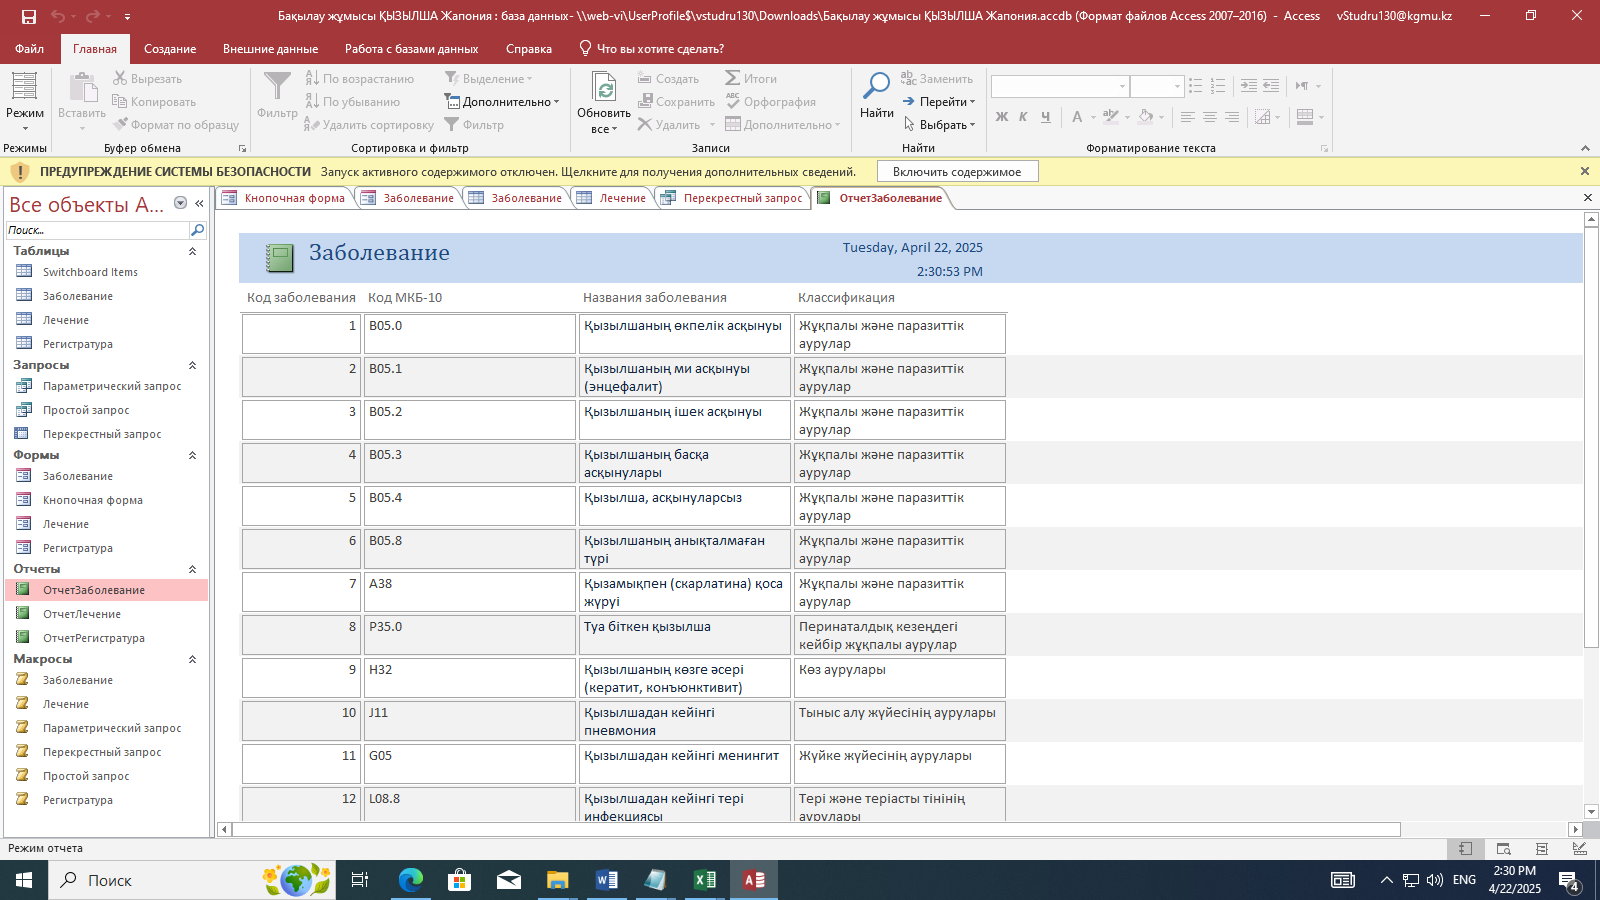 Бақылау жұмысы ҚЫЗЫЛША Жапония : база данных- \\web-vi\UserProfile$\vstudru130\Downloads\Бақылау жұмысы ҚЫЗЫЛША Жапония.accdb (Формат файлов Access 2007–2016) - Access vStudru130@kgmu.kz
Файл Главная Создание Внешние данные Работа с базами данных Справка Что вы хотите сделать?
Режим
Режимы
Вставить
Вырезать
Копировать
Формат по образцу
Буфер обмена
Фильтр
По возрастанию
По убыванию
Удалить сортировку
Выделение
Дополнительно
Фильтр
Сортировка и фильтр
Обновить
все
Создать
Сохранить
Удалить
Итоги
Орфография
Дополнительно
Записи
Найти
Заменить
Перейти
Выбрать
Найти
Ж К Ч
Форматирование текста
ПРЕДУПРЕЖДЕНИЕ СИСТЕМЫ БЕЗОПАСНОСТИ Запуск активного содержимого отключен. Щелкните для получения дополнительных сведений. Включить содержимое
Все объекты A...
Поиск...
Таблицы
Switchboard Items
Заболевание
Лечение
Регистратура
Запросы
Параметрический запрос
Простой запрос
Перекрестный запрос
Формы
Заболевание
Кнопочная форма
Лечение
Регистратура
Отчеты
ОтчетЗаболевание
ОтчетЛечение
ОтчетРегистратура
Макросы
Заболевание
Лечение
Параметрический запрос
Перекрестный запрос
Простой запрос
Регистратура
Кнопочная форма Заболевание Заболевание Лечение Перекрестный запрос ОтчетЗаболевание
Заболевание
Tuesday, April 22, 2025
2:30:53 PM
Код заболевания Код МКБ-10 Названия заболевания Классификация
1 B05.0 Қызылшаның өкпелік асқынуы Жұқпалы және паразиттік
аурулар
2 B05.1 Қызылшаның ми асқынуы Жұқпалы және паразиттік
(энцефалит) аурулар
3 B05.2 Қызылшаның ішек асқынуы Жұқпалы және паразиттік
аурулар
4 B05.3 Қызылшаның басқа Жұқпалы және паразиттік
асқынулары аурулар
5 B05.4 Қызылша, асқынуларсыз Жұқпалы және паразиттік
аурулар
6 B05.8 Қызылшаның анықталмаған Жұқпалы және паразиттік
түрі аурулар
7 A38 Қызамықпен (скарлатина) қоса Жұқпалы және паразиттік
жүруі аурулар
8 P35.0 Туа біткен қызылша Перинаталдық кезеңдегі
кейбір жұқпалы аурулар
9 H32 Қызылшаның көзге әсері Көз аурулары
(кератит, конъюнктивит)
10 J11 Қызылшадан кейінгі Тыныс алу жүйесінің аурулары
пневмония
11 G05 Қызылшадан кейінгі менингит Жүйке жүйесінің аурулары
12 L08.8 Қызылшадан кейінгі тері Тері және теріасты тінінің
инфекциясы аурулары
Режим отчета
Поиск
ENG
2:30 PM
4/22/2025
4